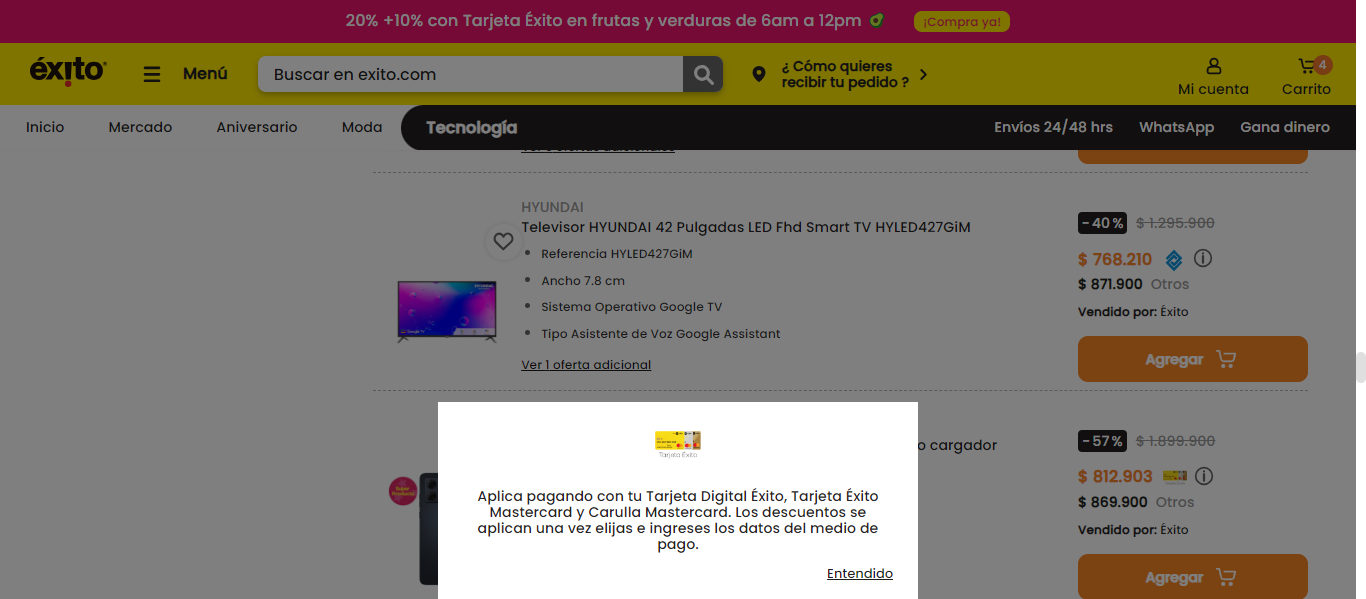 20% +10% con Tarjeta Éxito en frutas y verduras de 6am a 12pm ¡Compra ya!
éxito
Menú
Buscar en exito.com
¿ Cómo quieres
recibir tu pedido ?
Mi cuenta
4
Carrito
Inicio Mercado Aniversario Moda Tecnología Envíos 24/48 hrs WhatsApp Gana dinero
HYUNDAI
Televisor HYUNDAI 42 Pulgadas LED Fhd Smart TV HYLED427GiM
Referencia HYLED427GiM
Ancho 7.8 cm
Sistema Operativo Google TV
Tipo Asistente de Voz Google Assistant
Ver 1 oferta adicional
-40% $ 1.295.900
$ 768.210
$ 871.900 Otros
Vendido por: Éxito
Agregar
o cargador
-57% $ 1.899.900
$ 812.903
$ 869.900 Otros
Vendido por: Éxito
Agregar
Tarjeta Éxito
Aplica pagando con tu Tarjeta Digital Éxito, Tarjeta Éxito
Mastercard y Carulla Mastercard. Los descuentos se
aplican una vez elijas e ingreses los datos del medio de
pago.
Entendido